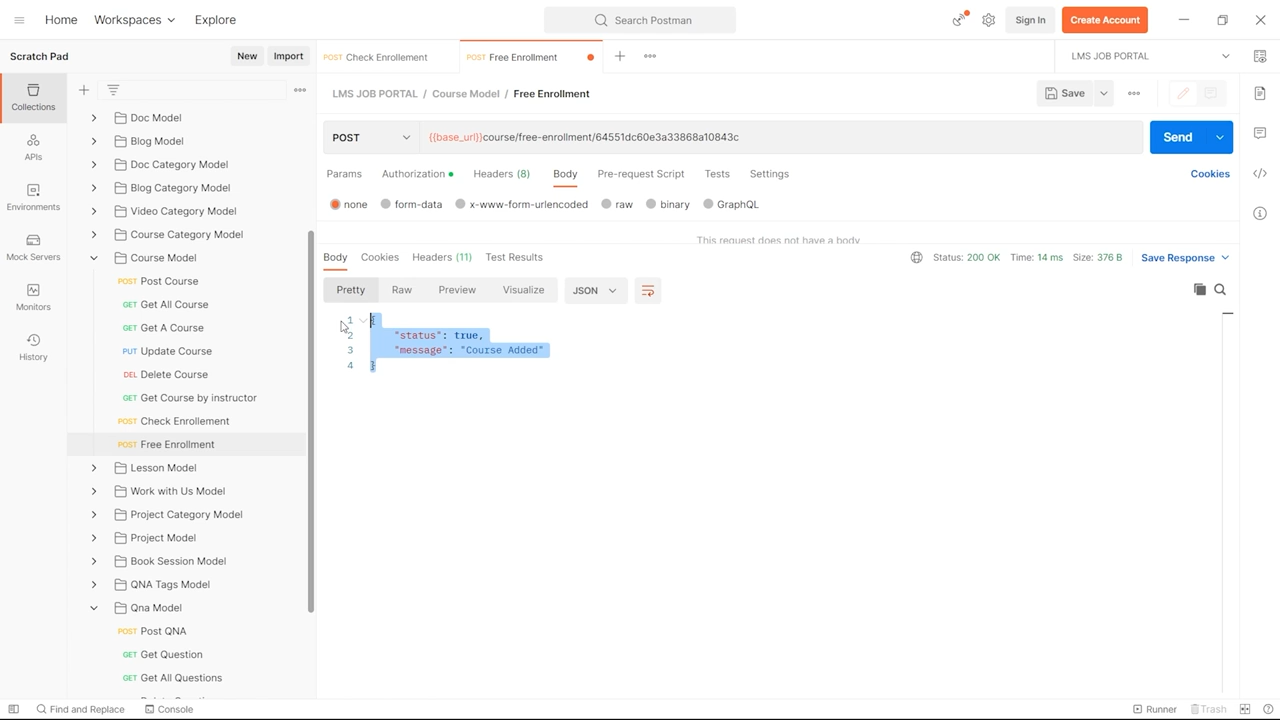 Home
Workspaces
Explore
Search Postman
Sign In
Create Account
Scratch Pad
New
Import
POST Check Enrollement
POST Free Enrollment
LMS JOB PORTAL
Collections
APIs
Environments
Mock Servers
Monitors
History
Doc Model
Blog Model
Doc Category Model
Blog Category Model
Video Category Model
Course Category Model
Course Model
POST Post Course
GET Get All Course
GET Get A Course
PUT Update Course
DEL Delete Course
GET Get Course by instructor
POST Check Enrollement
POST Free Enrollment
Lesson Model
Work with Us Model
Project Category Model
Project Model
Book Session Model
QNA Tags Model
Qna Model
POST Post QNA
GET Get Question
GET Get All Questions
LMS JOB PORTAL / Course Model / Free Enrollment
Save
POST
{{base_url}}course/free-enrollment/64551dc60e3a33868a10843c
Send
Params
Authorization
Headers (8)
Body
Pre-request Script
Tests
Settings
Cookies
none
form-data
x-www-form-urlencoded
raw
binary
GraphQL
This request does not have a body
Body
Cookies
Headers (11)
Test Results
Status: 200 OK
Time: 14 ms
Size: 376 B
Save Response
Pretty
Raw
Preview
Visualize
JSON
1 {
2 "status": true,
3 "message": "Course Added"
4 }
Find and Replace
Console
Runner
Trash